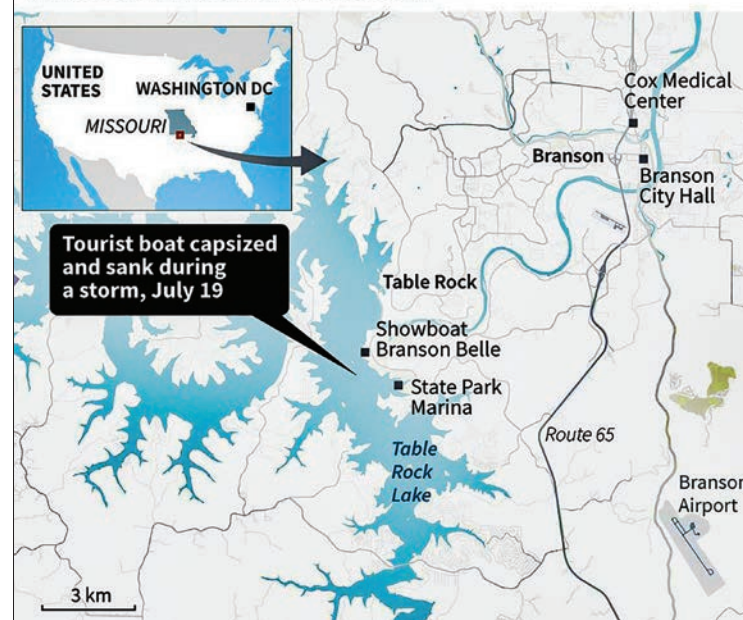 UNITED
STATES
WASHINGTON DC
MISSOURI
Cox Medical
Center
Branson
Branson
City Hall
Tourist boat capsized
and sank during
a storm, July 19
Table Rock
Showboat
Branson Belle
State Park
Marina
Route 65
Table
Rock
Lake
Branson
Airport
3 km